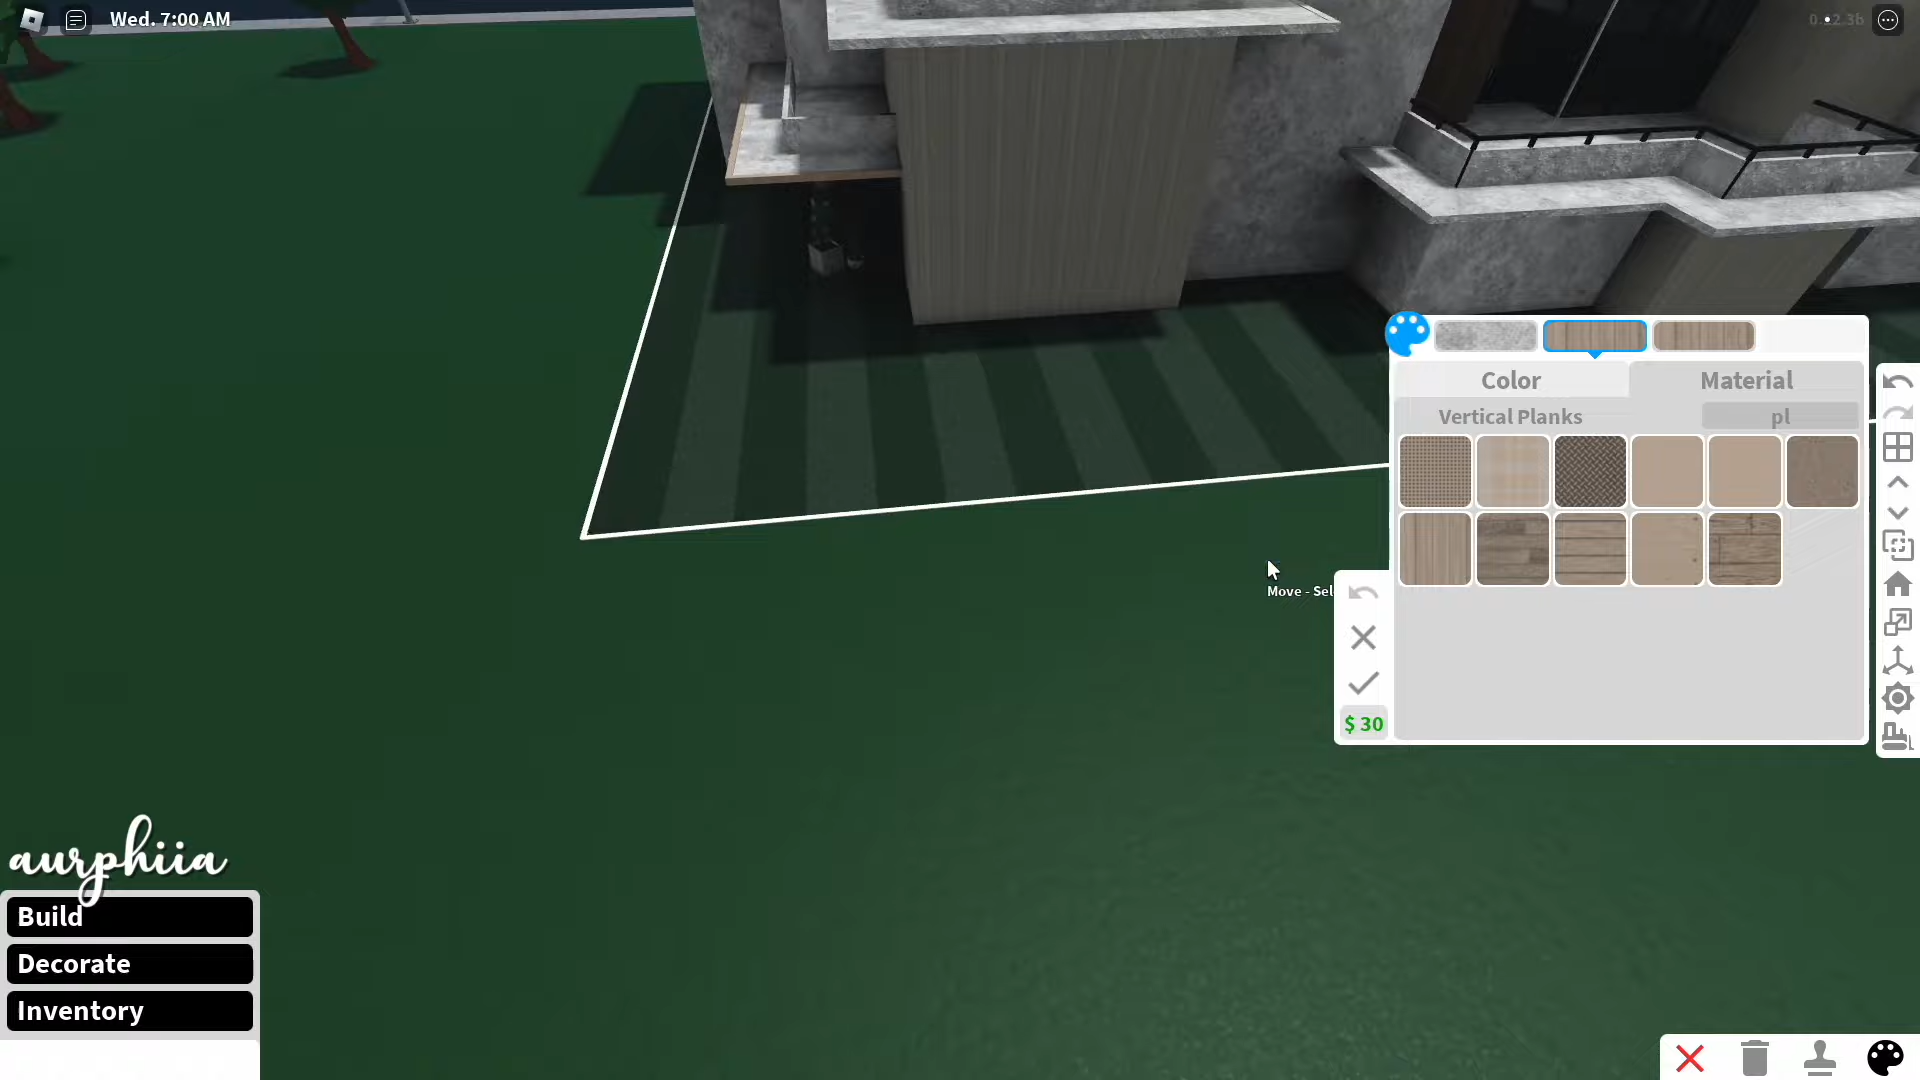 Wed. 7:00 AM
Color
Material
Vertical Planks
pl
Move - Sel
$ 30
aurphiia
Build
Decorate
Inventory